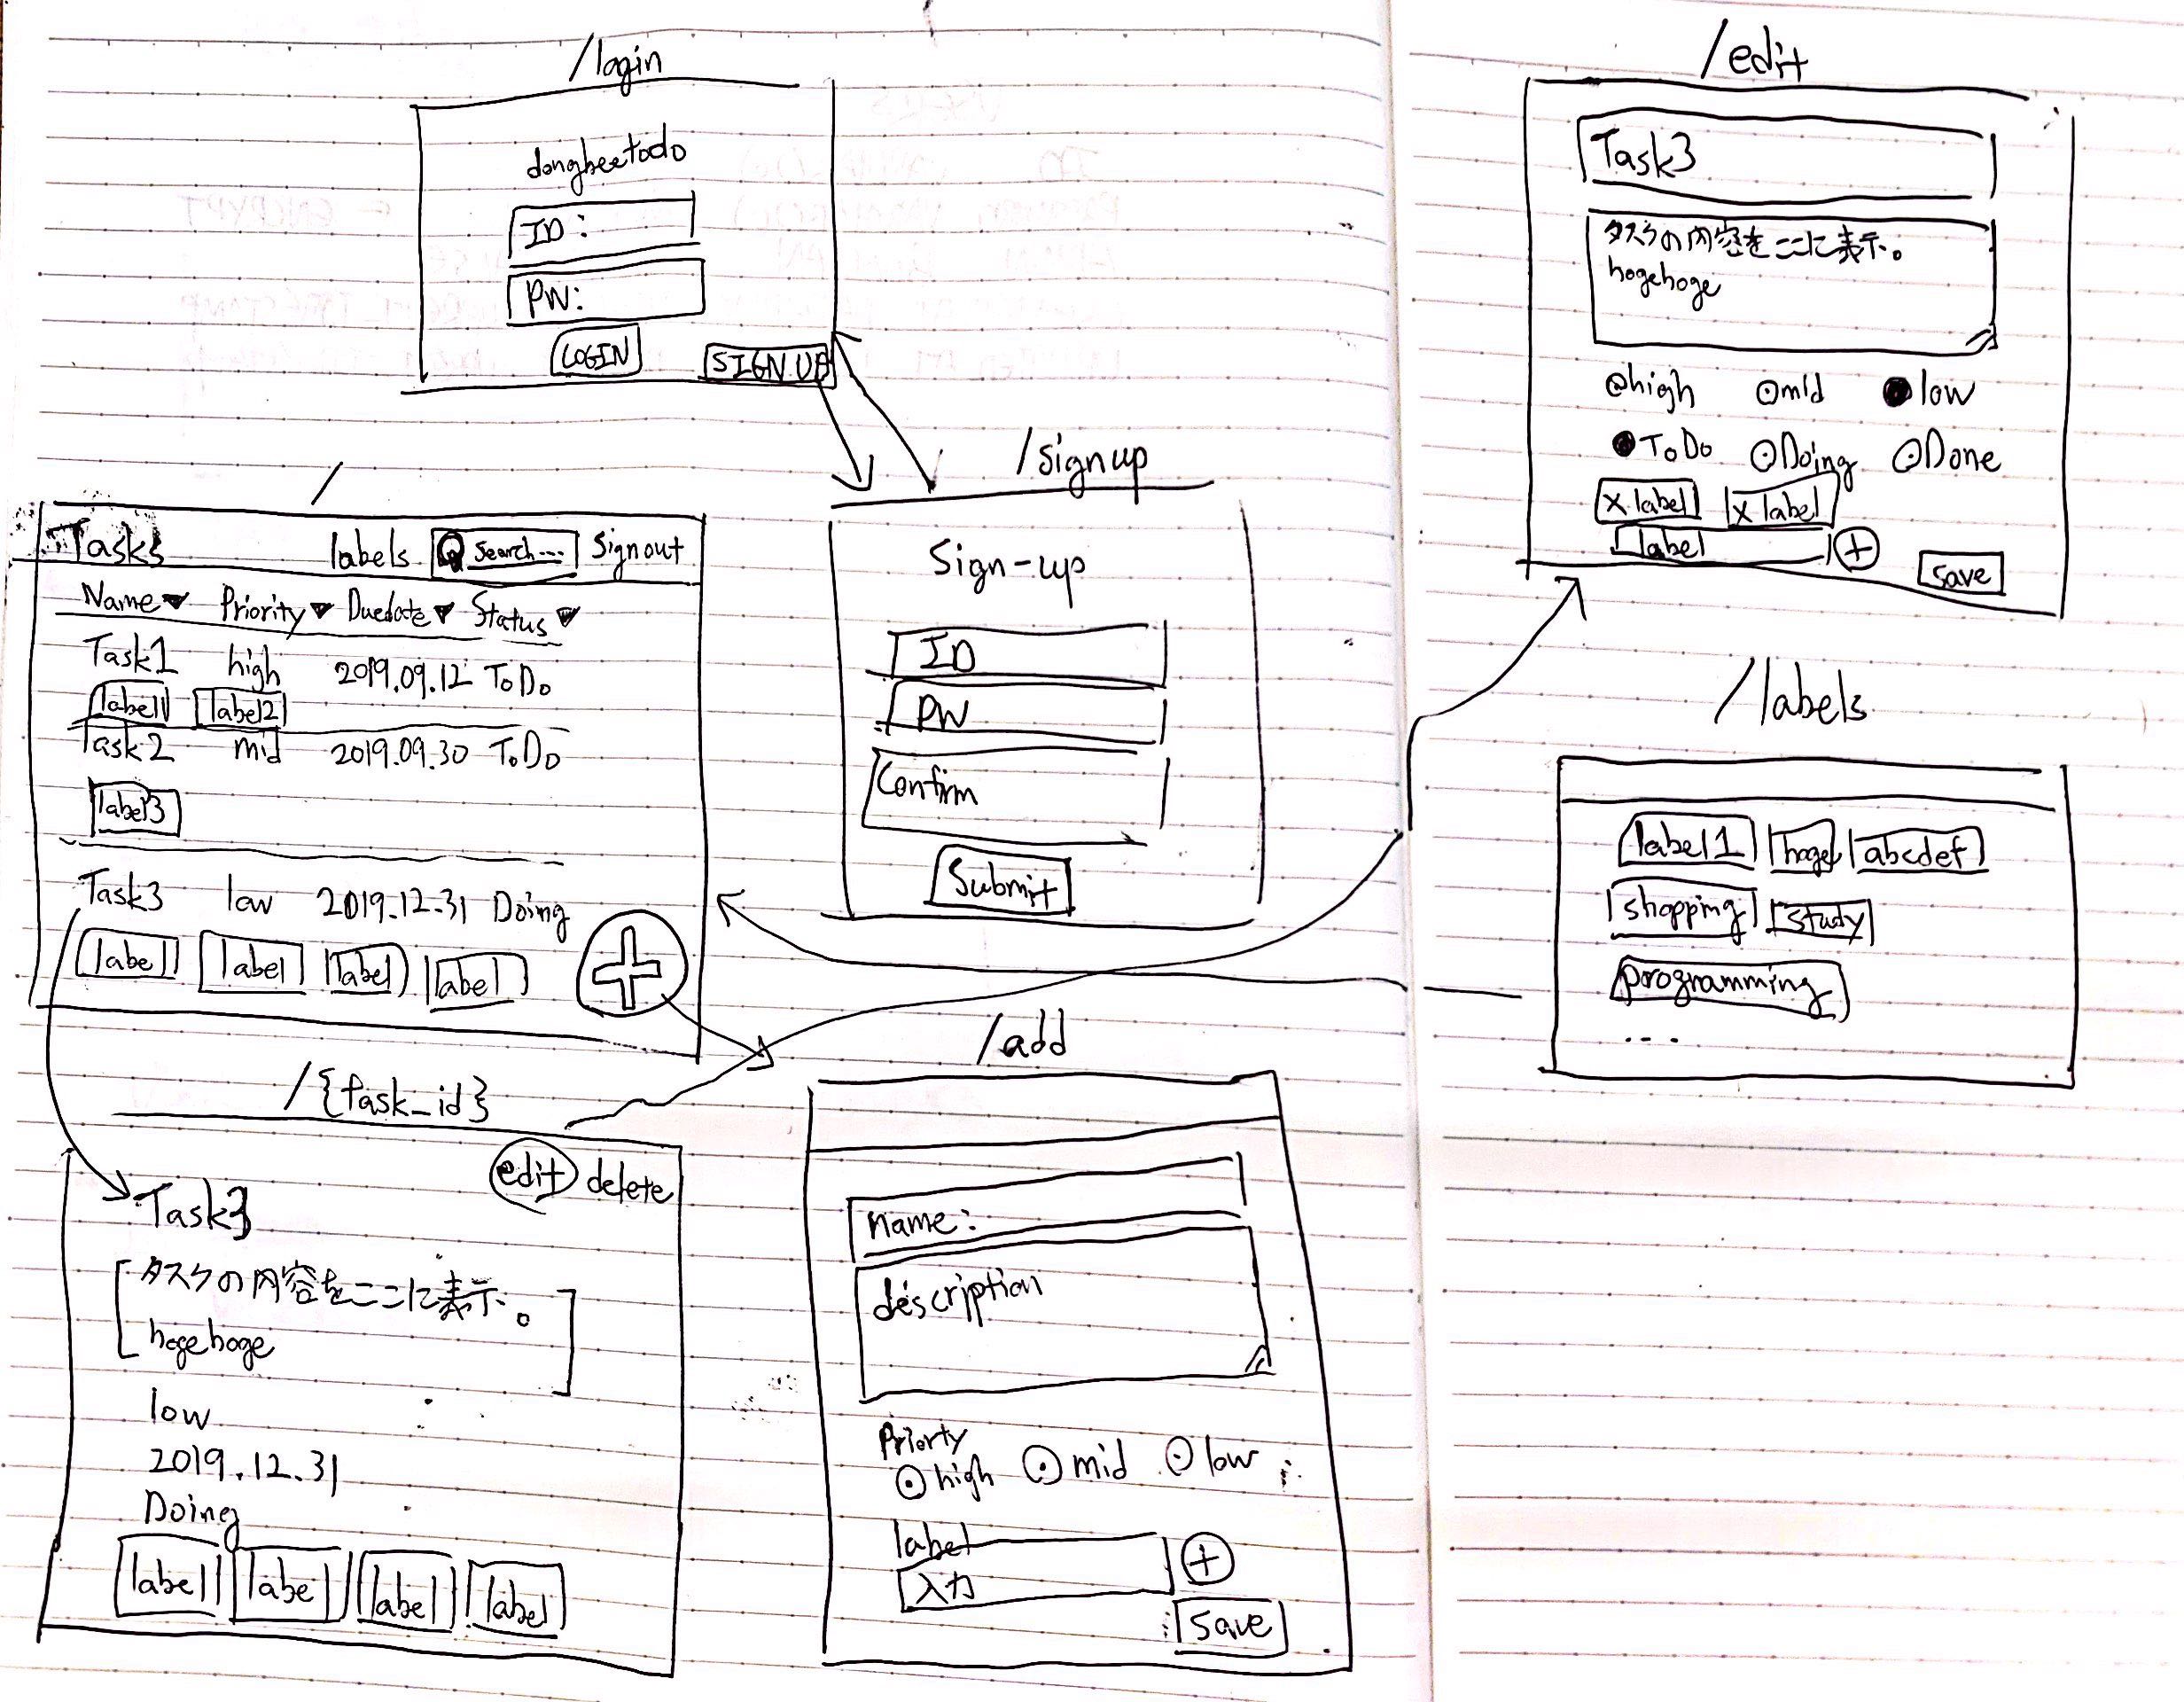 /login
dongbeetodo
ID:
PW:
LOGIN
SIGN UP
/signup
Sign-up
ID
PW
Confirm
Submit
/
Tasks
labels
Search...
Sign out
Name▼ Priority▼ Duedate▼ Status▼
Task1 high 2019.09.12 ToDo
label1 label2
Task2 mid 2019.09.30 ToDo
label3
Task3 low 2019.12.31 Doing
label label label label
/{task_id}
edit delete
Task3
タスクの内容をここに表示。
hogehoge
low
2019.12.31
Doing
label label label label
/add
name:
description
Priorty
high mid low
label
入力
+
Save
/edit
Task3
タスクの内容をここに表示。
hogehoge
high mid low
ToDo Doing Done
x label x label
label +
Save
/labels
label1 hoge abcdef
shopping study
programming
...